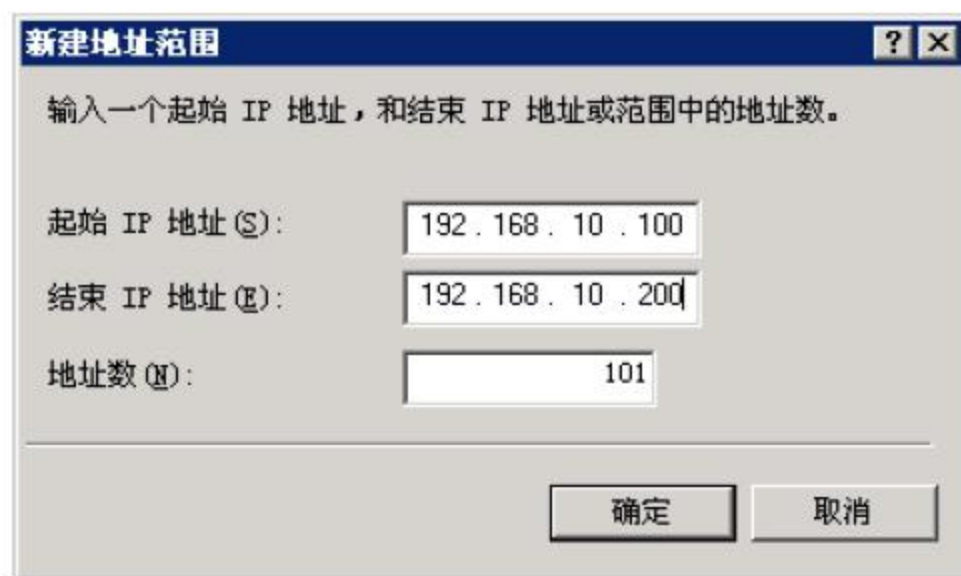 新建地址范围
输入一个起始 IP 地址，和结束 IP 地址或范围中的地址数。
起始 IP 地址(S): 192 . 168 . 10 . 100
结束 IP 地址(E): 192 . 168 . 10 . 200
地址数(N): 101
确定 取消